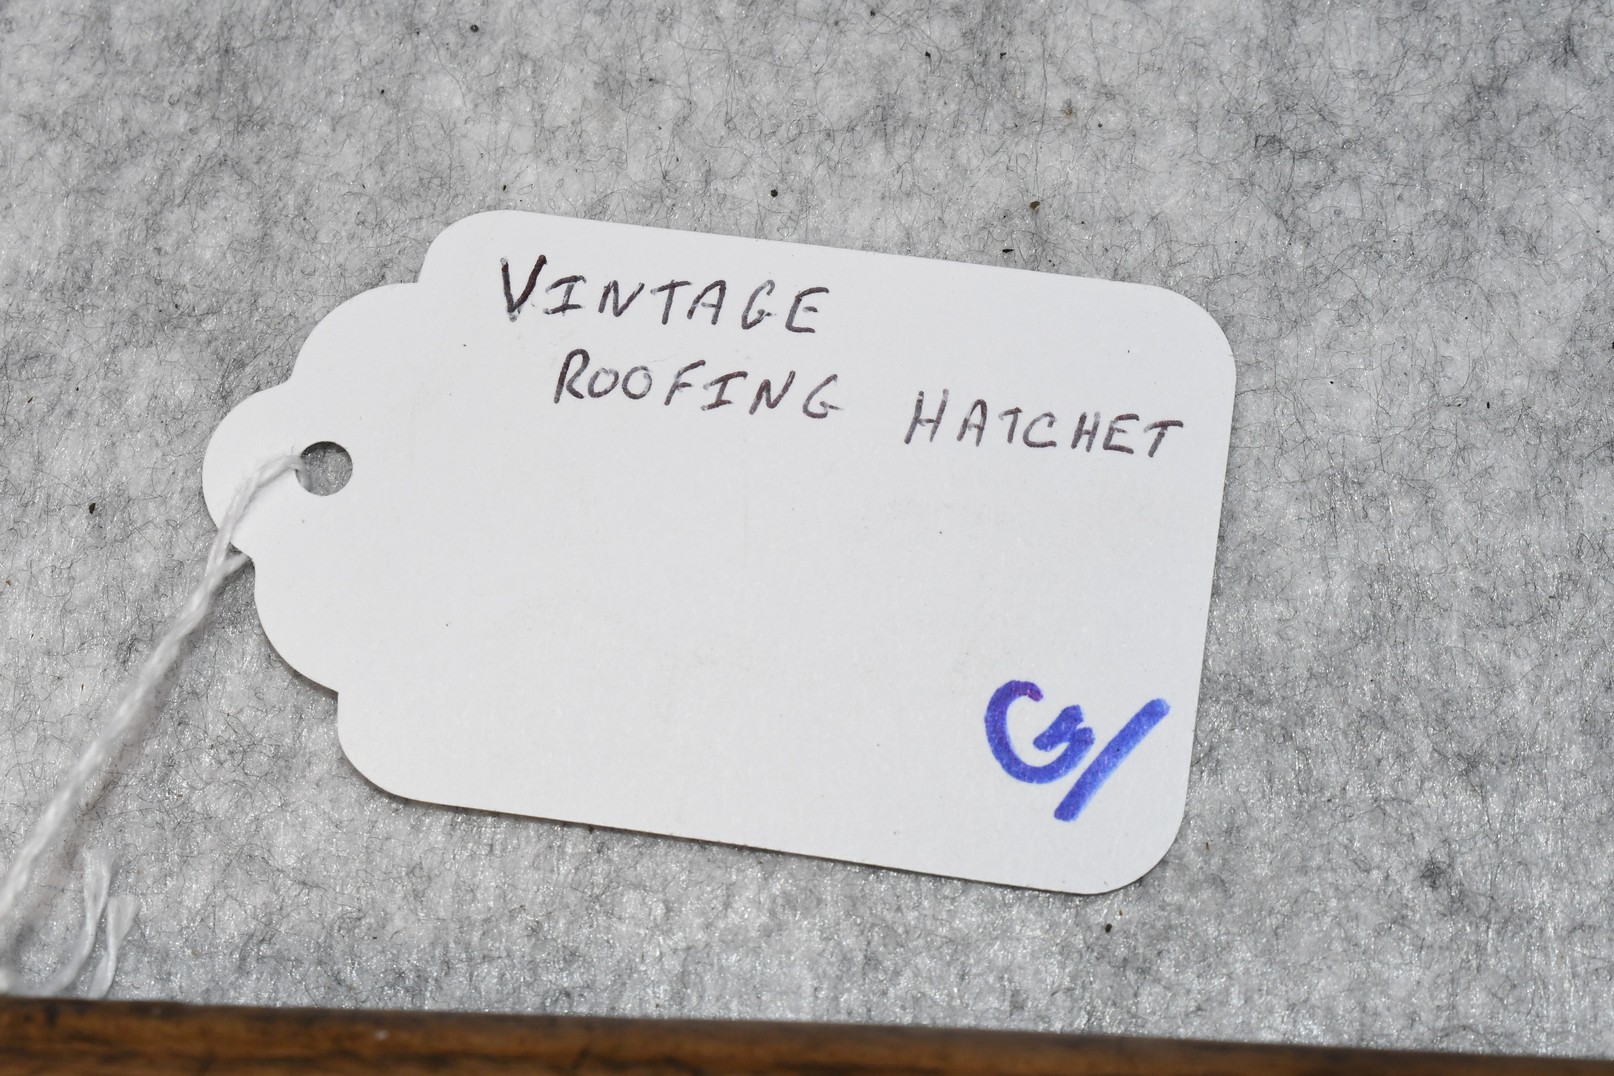 VINTAGE
ROOFING HATCHET
G/